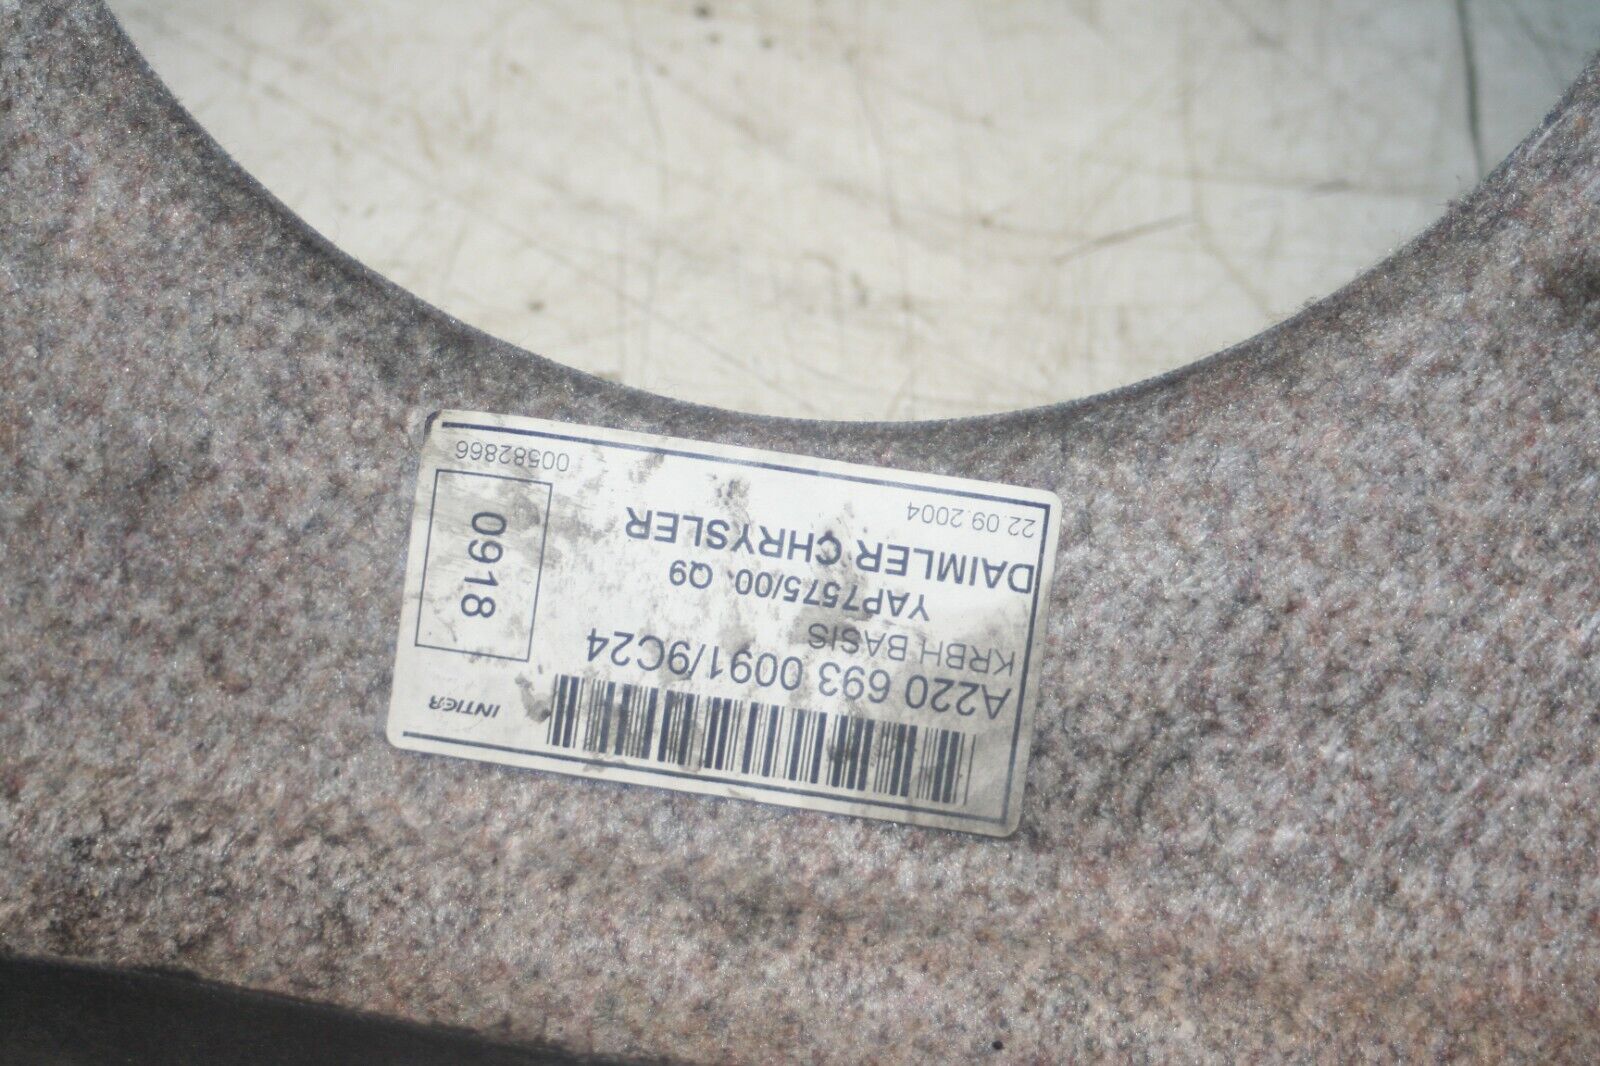 INTIER
A220 693 0091/9C24
KRBH BASIS
YAP7575/00 Q9
DAIMLER CHRYSLER
22.09.2004
0918
00582866